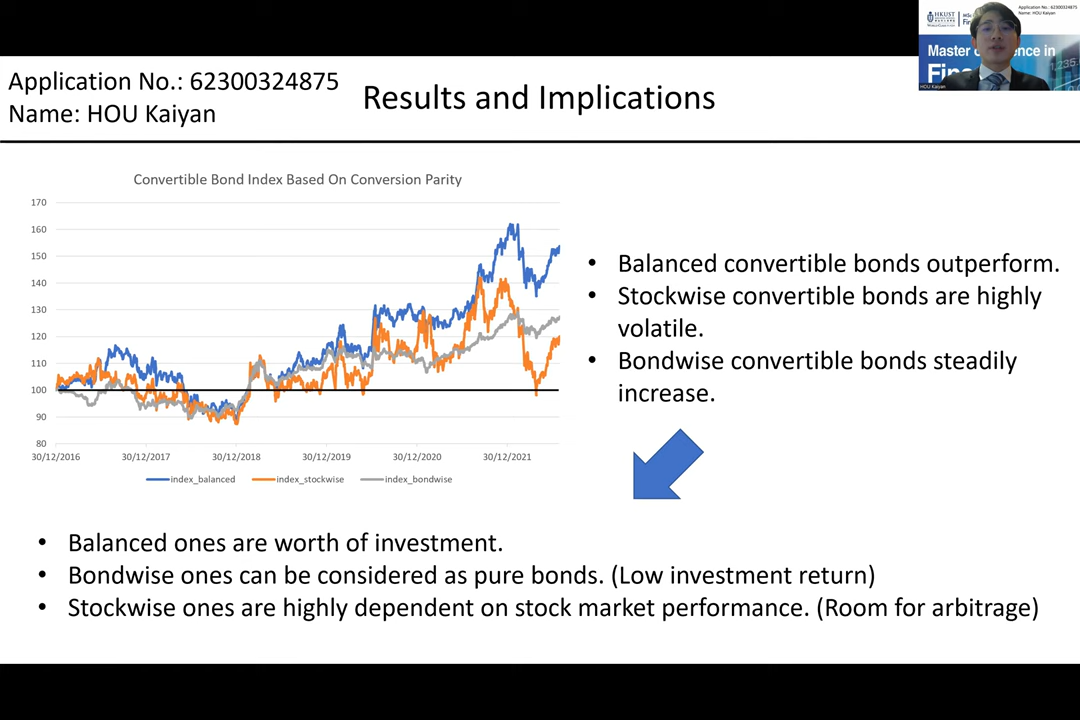 Application No.: 62300324875
Name: HOU Kaiyan
Results and Implications
HKUST
MSc
Fi
Application No.: 62300324875
Name: HOU Kaiyan
Master
ence in
Fin
1,235.
HOU Kaiyan
Convertible Bond Index Based On Conversion Parity
170
160
150
140
130
120
110
100
90
80
30/12/2016 30/12/2017 30/12/2018 30/12/2019 30/12/2020 30/12/2021
index_balanced index_stockwise index_bondwise
• Balanced convertible bonds outperform.
• Stockwise convertible bonds are highly
volatile.
• Bondwise convertible bonds steadily
increase.
• Balanced ones are worth of investment.
• Bondwise ones can be considered as pure bonds. (Low investment return)
• Stockwise ones are highly dependent on stock market performance. (Room for arbitrage)